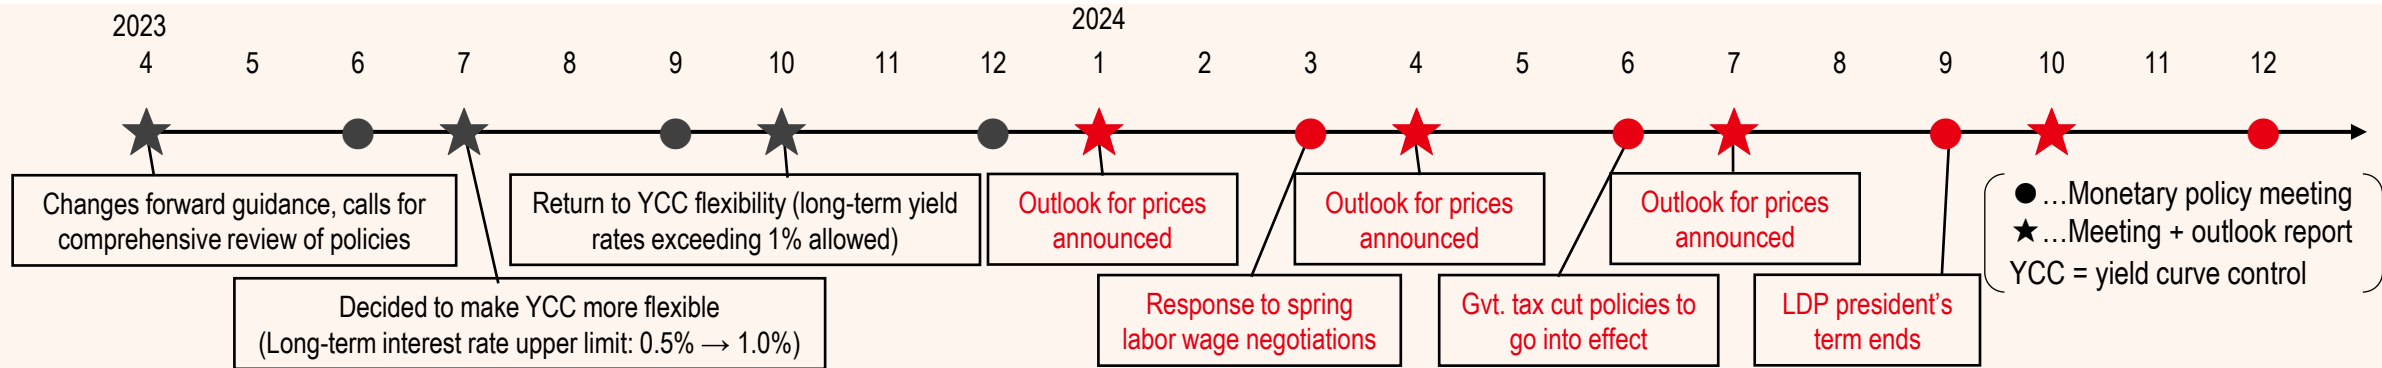 2023
2024
4 5 6 7 8 9 10 11 12 1 2 3 4 5 6 7 8 9 10 11 12
Changes forward guidance, calls for
comprehensive review of policies
Return to YCC flexibility (long-term yield
rates exceeding 1% allowed)
Outlook for prices
announced
Outlook for prices
announced
Outlook for prices
announced
●…Monetary policy meeting
★…Meeting + outlook report
YCC = yield curve control
Decided to make YCC more flexible
(Long-term interest rate upper limit: 0.5% → 1.0%)
Response to spring
labor wage negotiations
Gvt. tax cut policies to
go into effect
LDP president's
term ends